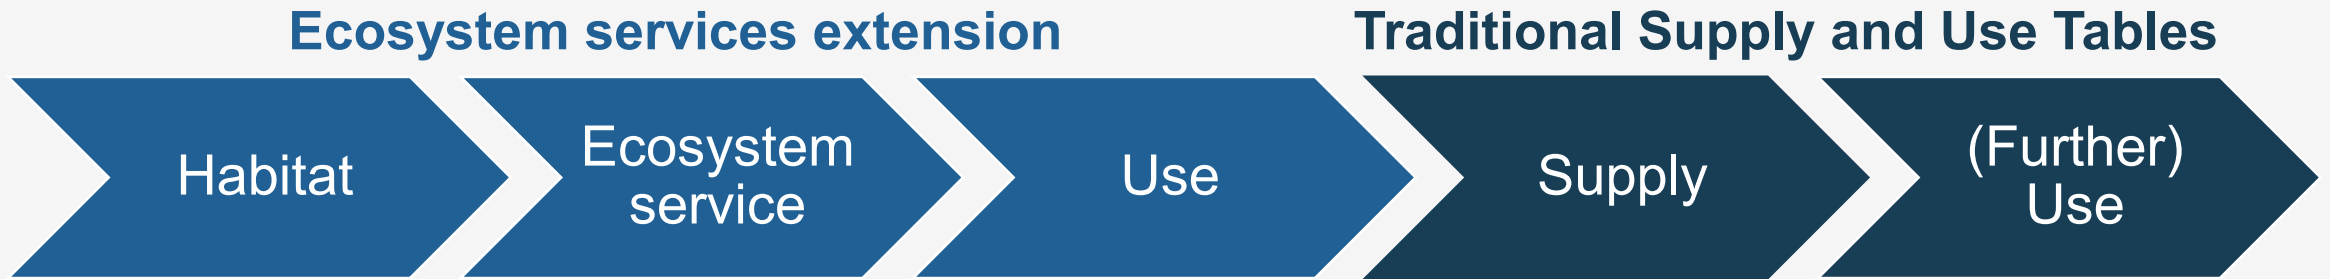 Ecosystem services extension
Traditional Supply and Use Tables
Habitat
Ecosystem
service
Use
Supply
(Further)
Use